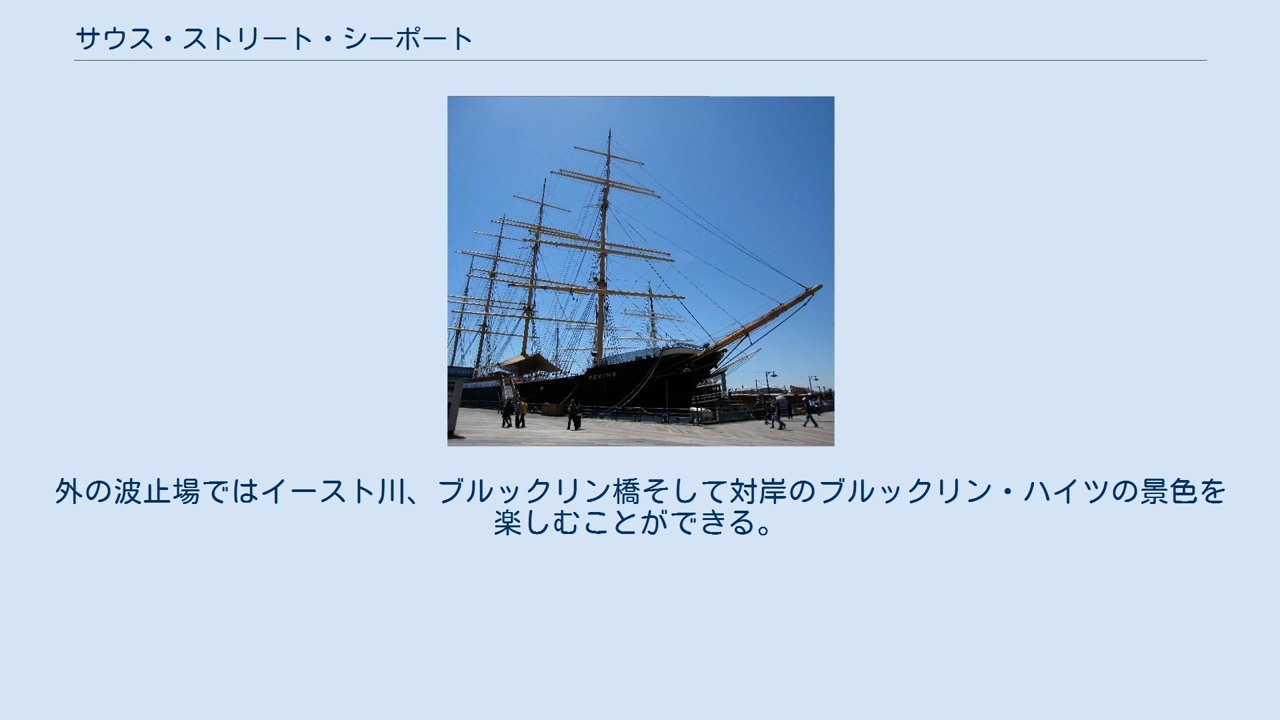 サウス・ストリート・シーポート
PEKING
外の波止場ではイースト川、ブルックリン橋そして対岸のブルックリン・ハイツの景色を
楽しむことができる。